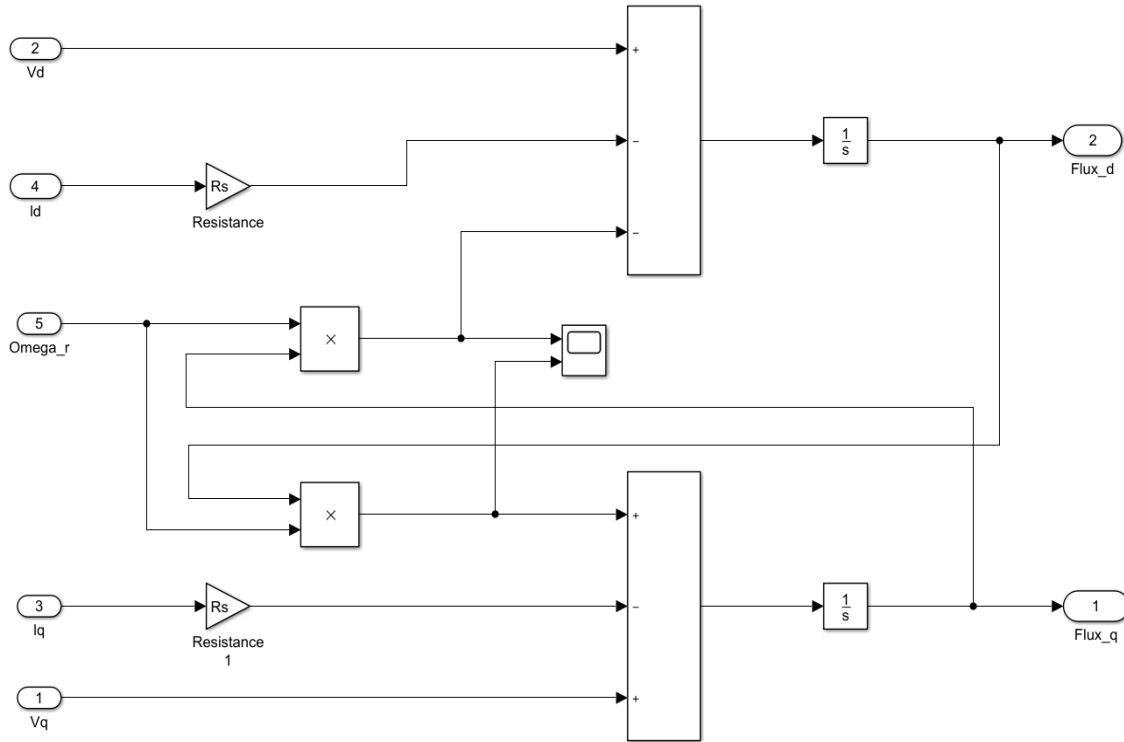 2
Vd
+
−
−
4
Id
Rs
Resistance
1
s
2
Flux_d
5
Omega_r
×
×
3
Iq
Rs
Resistance
1
+
−
+
1
s
1
Flux_q
1
Vq